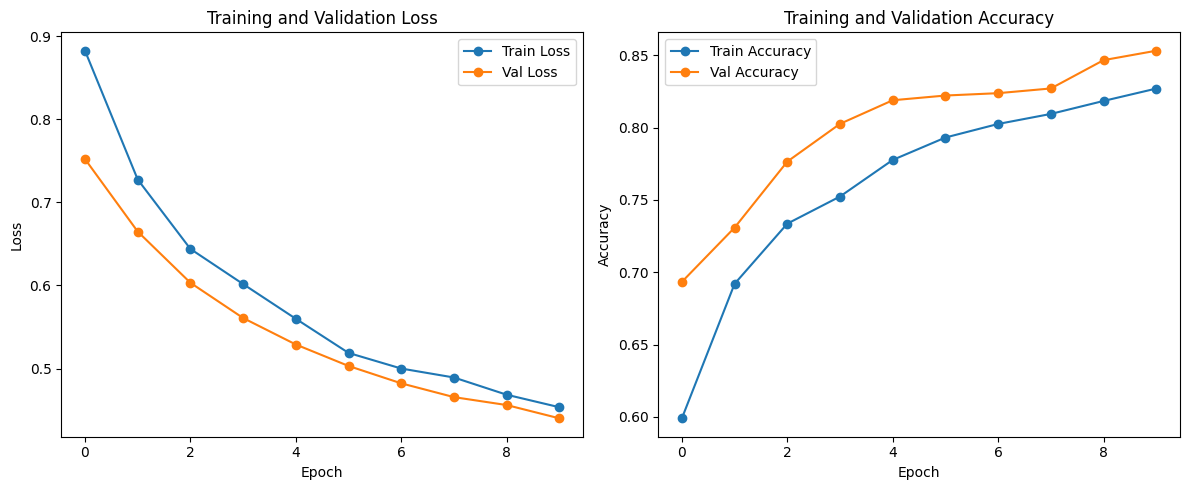 Training and Validation Loss
0.9
0.8
0.7
0.6
0.5
Loss
0 2 4 6 8
Epoch
Train Loss
Val Loss
Training and Validation Accuracy
0.85
0.80
0.75
0.70
0.65
0.60
Accuracy
0 2 4 6 8
Epoch
Train Accuracy
Val Accuracy